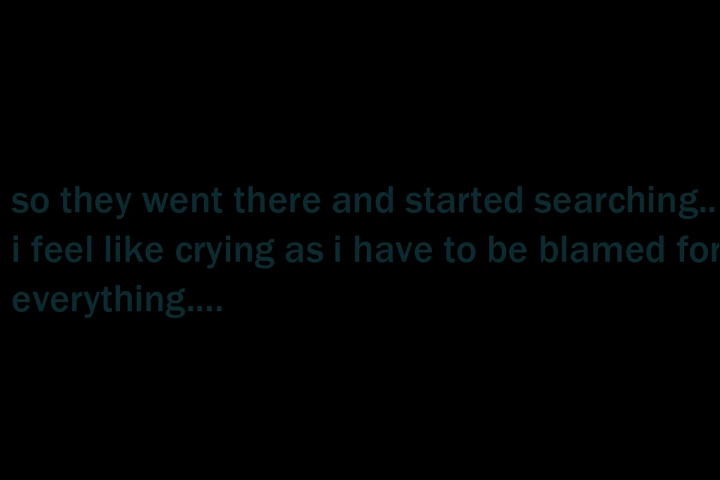 so they went there and started searching..
i feel like crying as i have to be blamed for
everything....